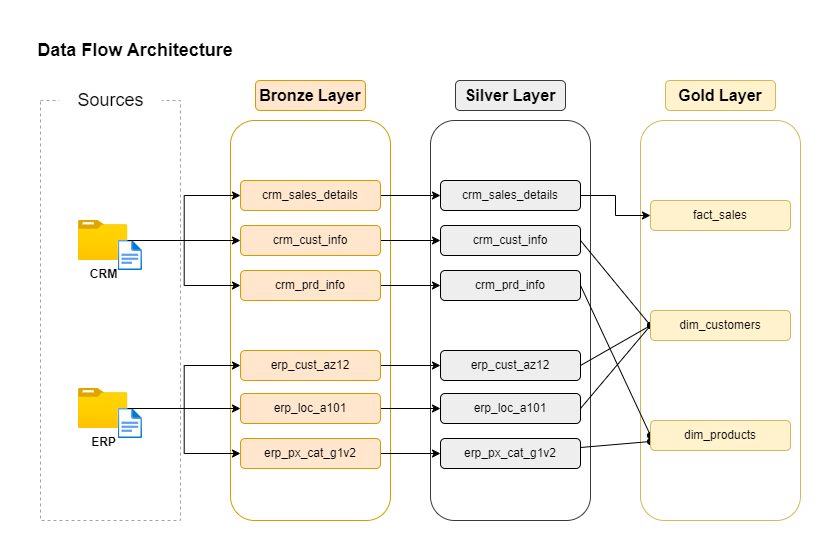 Data Flow Architecture
Sources
Bronze Layer
Silver Layer
Gold Layer
CRM
ERP
crm_sales_details
crm_cust_info
crm_prd_info
erp_cust_az12
erp_loc_a101
erp_px_cat_g1v2
crm_sales_details
crm_cust_info
crm_prd_info
erp_cust_az12
erp_loc_a101
erp_px_cat_g1v2
fact_sales
dim_customers
dim_products